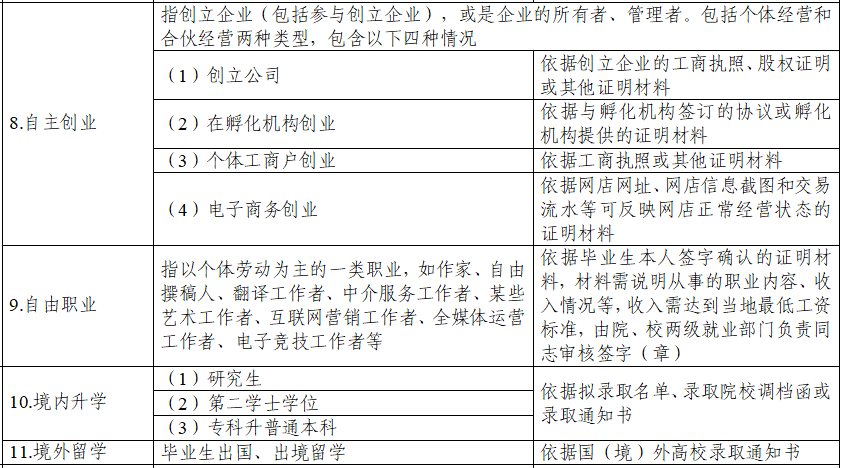 指创立企业（包括参与创立企业），或是企业的所有者、管理者。包括个体经营和
合伙经营两种类型，包含以下四种情况
8.自主创业
（1）创立公司
依据创立企业的工商执照、股权证明
或其他证明材料
（2）在孵化机构创业
依据与孵化机构签订的协议或孵化
机构提供的证明材料
（3）个体工商户创业
依据工商执照或其他证明材料
（4）电子商务创业
依据网店网址、网店信息截图和交易
流水等可反映网店正常经营状态的
证明材料
9.自由职业
指以个体劳动为主的一类职业，如作家、自由
撰稿人、翻译工作者、中介服务工作者、某些
艺术工作者、互联网营销工作者、全媒体运营
工作者、电子竞技工作者等
依据毕业生本人签字确认的证明材
料，材料需说明从事的职业内容、收
入情况等，收入需达到当地最低工资
标准，由院、校两级就业部门负责同
志审核签字（章）
10.境内升学
（1）研究生
（2）第二学士学位
（3）专科升普通本科
依据拟录取名单、录取院校调档函或
录取通知书
11.境外留学
毕业生出国、出境留学
依据国（境）外高校录取通知书